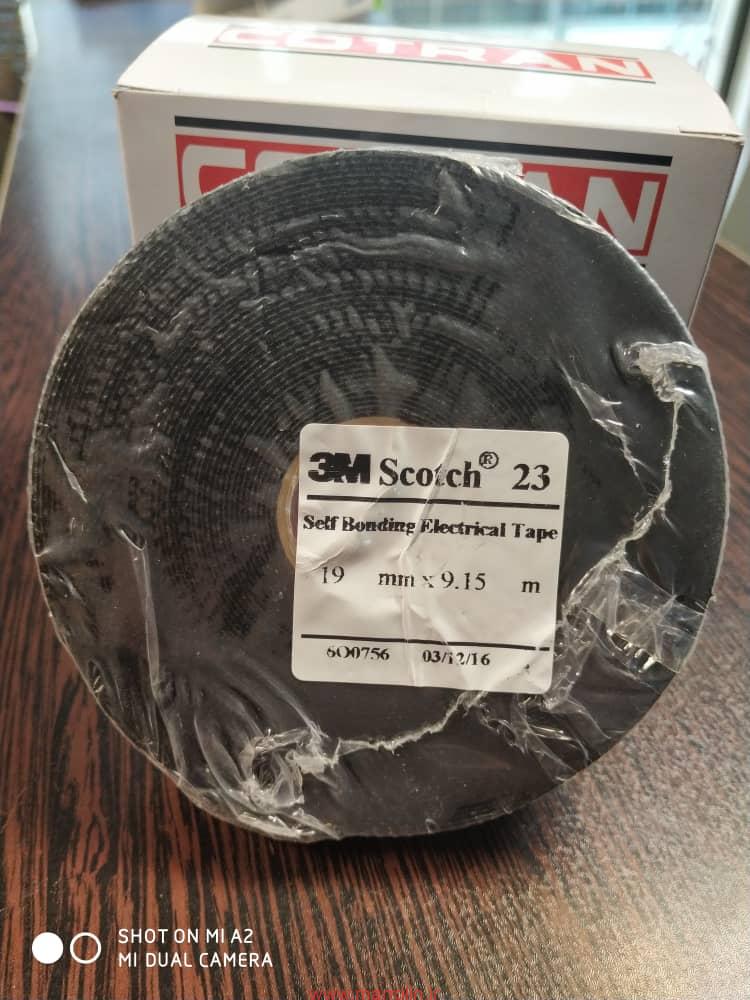 COTRAN
COTRAN
3M Scotch® 23
Self Bonding Electrical Tape
19 mm x 9.15 m
6O0756 03/12/16
SHOT ON MI A2
MI DUAL CAMERA